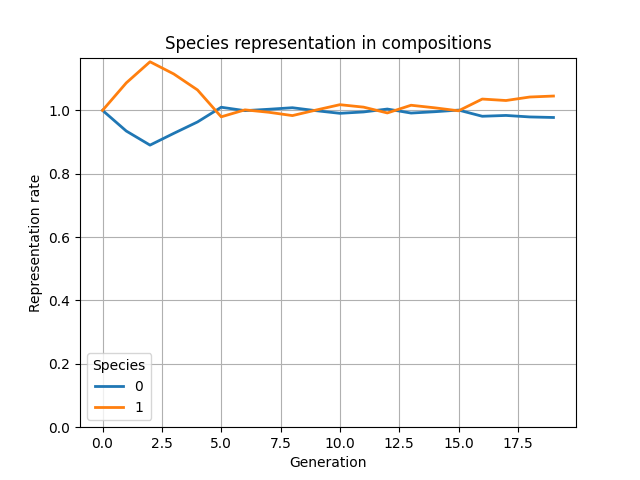 Species representation in compositions
Representation rate
1.0
0.8
0.6
0.4
0.2
0.0
Species
0
1
0.0 2.5 5.0 7.5 10.0 12.5 15.0 17.5
Generation